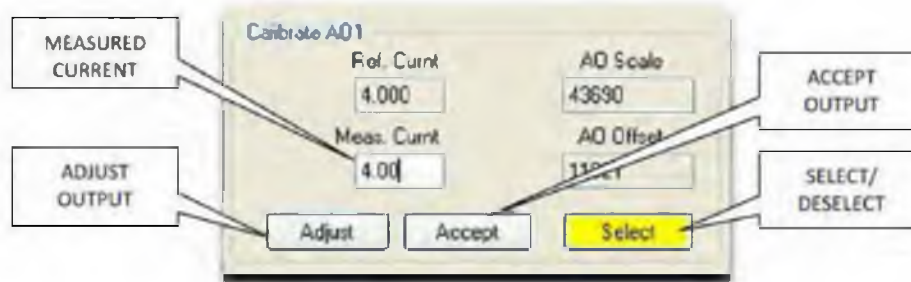 MEASURED
CURRENT
ADJUST
OUTPUT
Calibrate AO1
Ref. Curnt
4.000
Meas. Curnt
4.00
AO Scale
43690
AO Offset
Adjust
Accept
Select
ACCEPT
OUTPUT
SELECT/
DESELECT